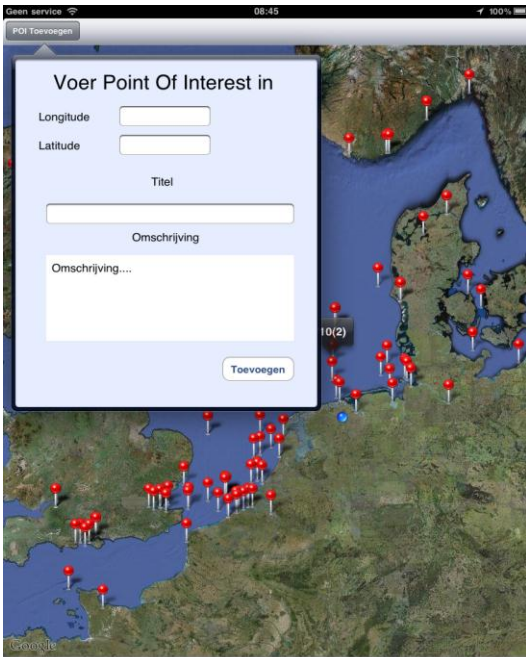 Geen service 08:45 100%
POI Toevoegen
Voer Point Of Interest in
Longitude
Latitude
Titel
Omschrijving
Omschrijving....
10(2)
Toevoegen
Google